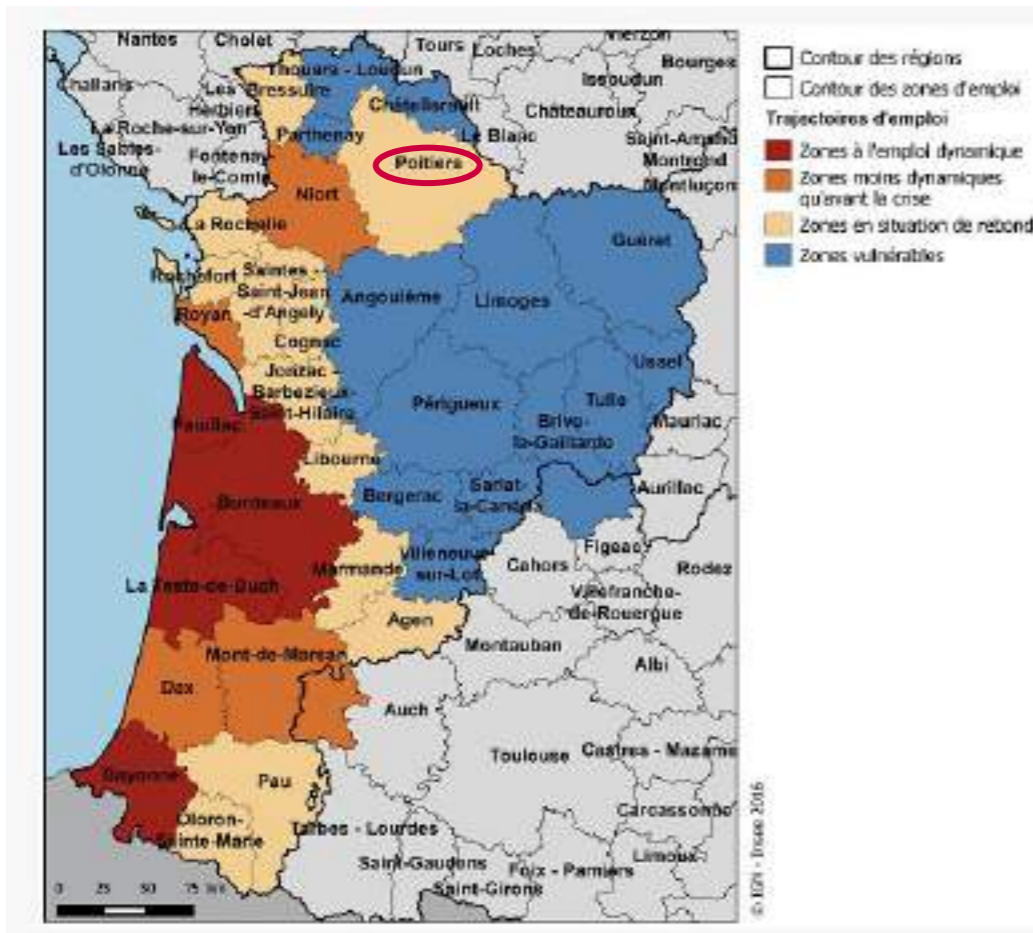 Nantes
Cholet
Tours
Loches
Vierzon
Bourges
Challans
Thouars - Loudun
Issoudun
Les
Herbiers
Bressuire
Châtellerault
Châteauroux
La Roche-sur-Yon
Parthenay
Le Blanc
Saint-Amand
Montrond
Les Sables-
d'Olonne
Fontenay-
le-Comte
Poitiers
Montluçon
Niort
La Rochelle
Guéret
Rochefort
Saintes -
Saint-Jean
-d'Angely
Angoulême
Limoges
Royan
Cognac
Jonzac -
Barbezieux-
Saint-Hilaire
Ussel
Périgueux
Tulle
Pauillac
Brive-
la-Gaillarde
Mauriac
Libourne
Bergerac
Sarlat-
la-Canéda
Aurillac
Bordeaux
Figeac
Marmande
Villeneuve-
sur-Lot
Cahors
Rodez
La Teste-de-Buch
Villefranche-
de-Rouergue
Agen
Montauban
Mont-de-Marsan
Albi
Dax
Auch
Toulouse
Castres - Mazame
Bayonne
Pau
Carcassonne
Oloron-
Sainte-Marie
Tarbes - Lourdes
Saint-Gaudens
Foix - Pamiers
Limoux
Saint-Girons
0 25 50 75 km
Contour des régions
Contour des zones d'emploi
Trajectoires d'emploi
Zones à l'emploi dynamique
Zones moins dynamiques
qu'avant la crise
Zones en situation de rebond
Zones vulnérables
© IGN - Insee 2016